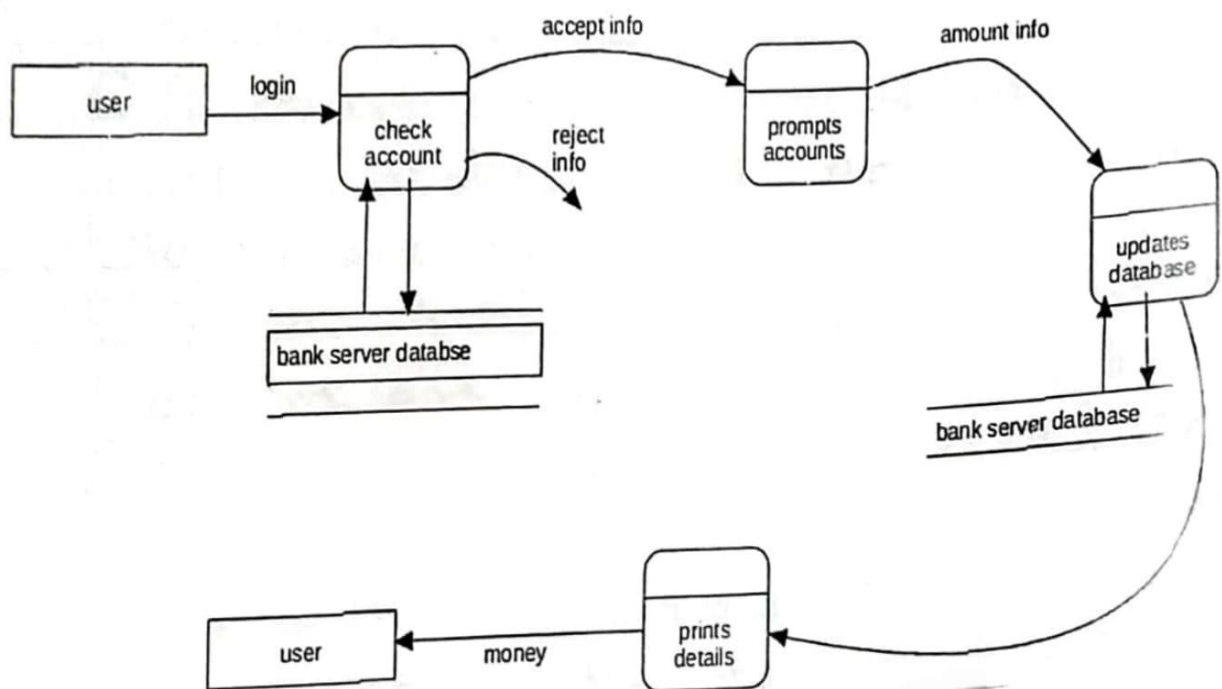 accept info
amount info
user
login
check
account
reject
info
prompts
accounts
updates
database
bank server databse
bank server database
prints
details
money
user